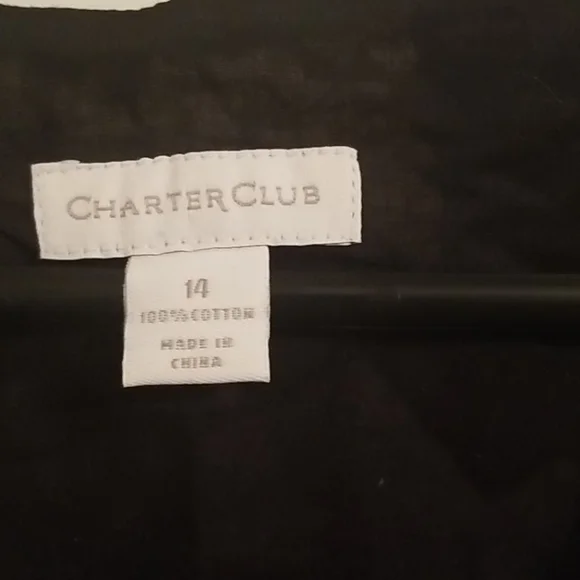 CHARTER CLUB
14
100% COTTON
MADE IN
CHINA